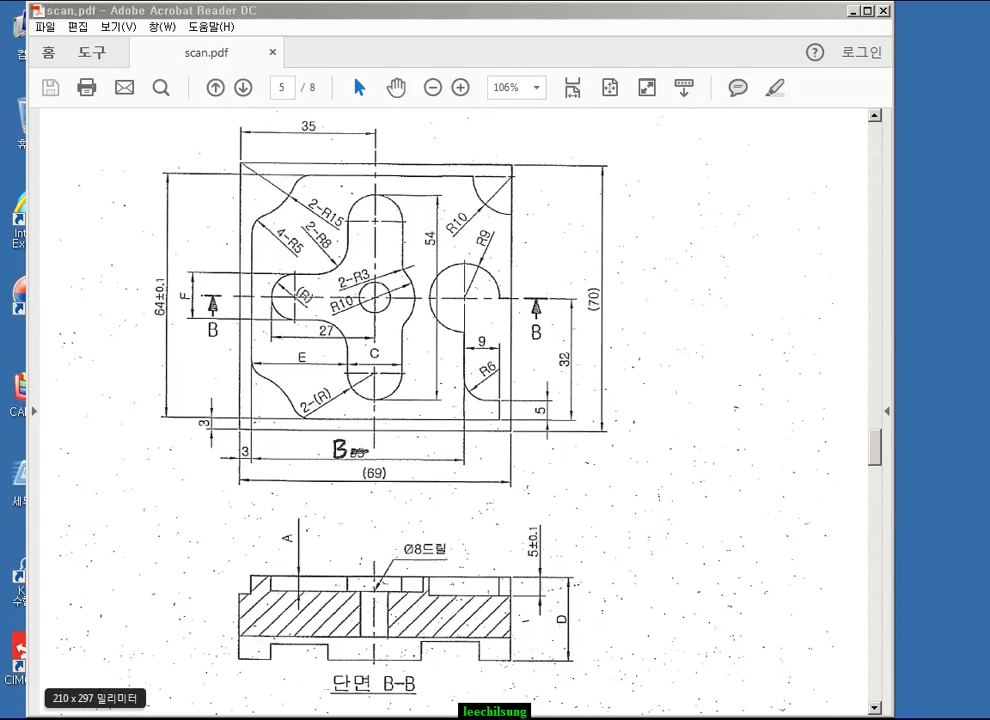 scan.pdf - Adobe Acrobat Reader DC
파일 편집 보기(V) 창(W) 도움말(H)
홈 도구 scan.pdf × ? 로그인
5 / 8 106%
35
2-R15
2-R8
4-R5
R10
R9
54
64±0.1
F
(R)
2-R3
R10
(70)
B
B
27
9
E
C
R6
32
2-(R)
5
3
3
B
(69)
A
Ø8드릴
5±0.1
D
단면 B-B
210 x 297 밀리미터
leechilsung